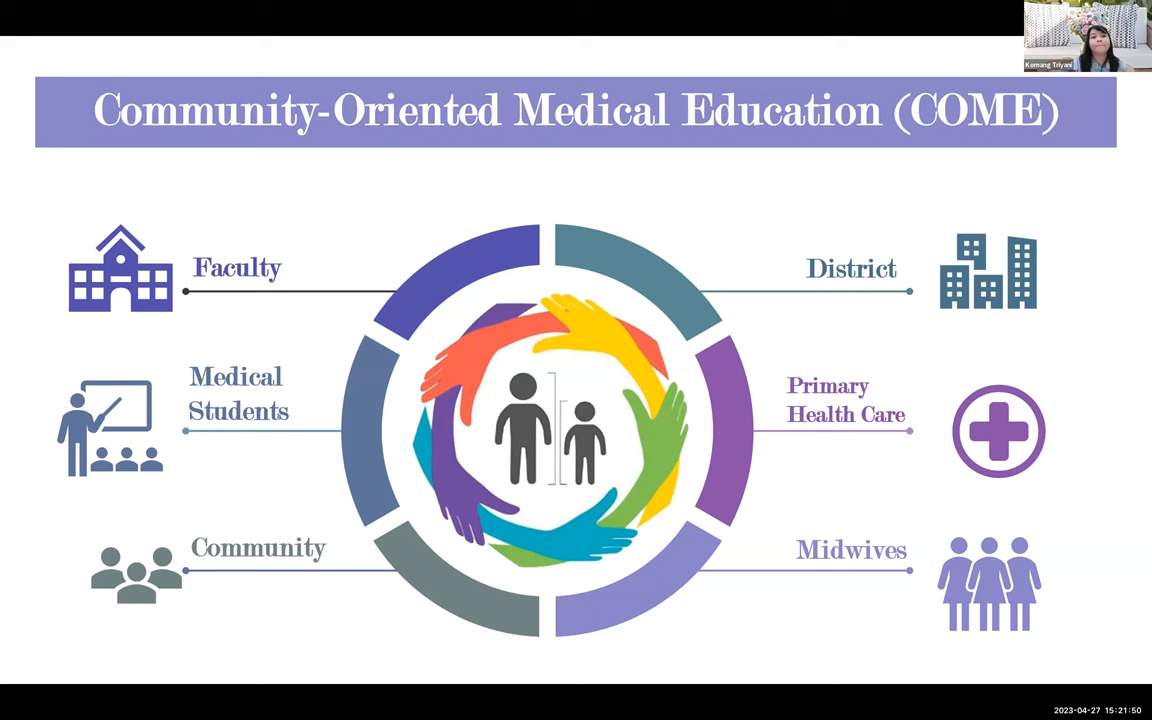 Komang Triyani
Community-Oriented Medical Education (COME)
Faculty
District
Medical
Students
Primary
Health Care
Community
Midwives
2023-04-27 15:21:50